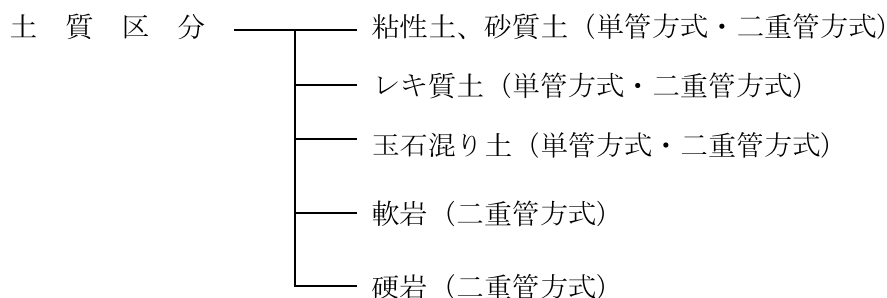 土 質 区 分
粘性土、砂質土（単管方式・二重管方式）
レキ質土（単管方式・二重管方式）
玉石混り土（単管方式・二重管方式）
軟岩（二重管方式）
硬岩（二重管方式）